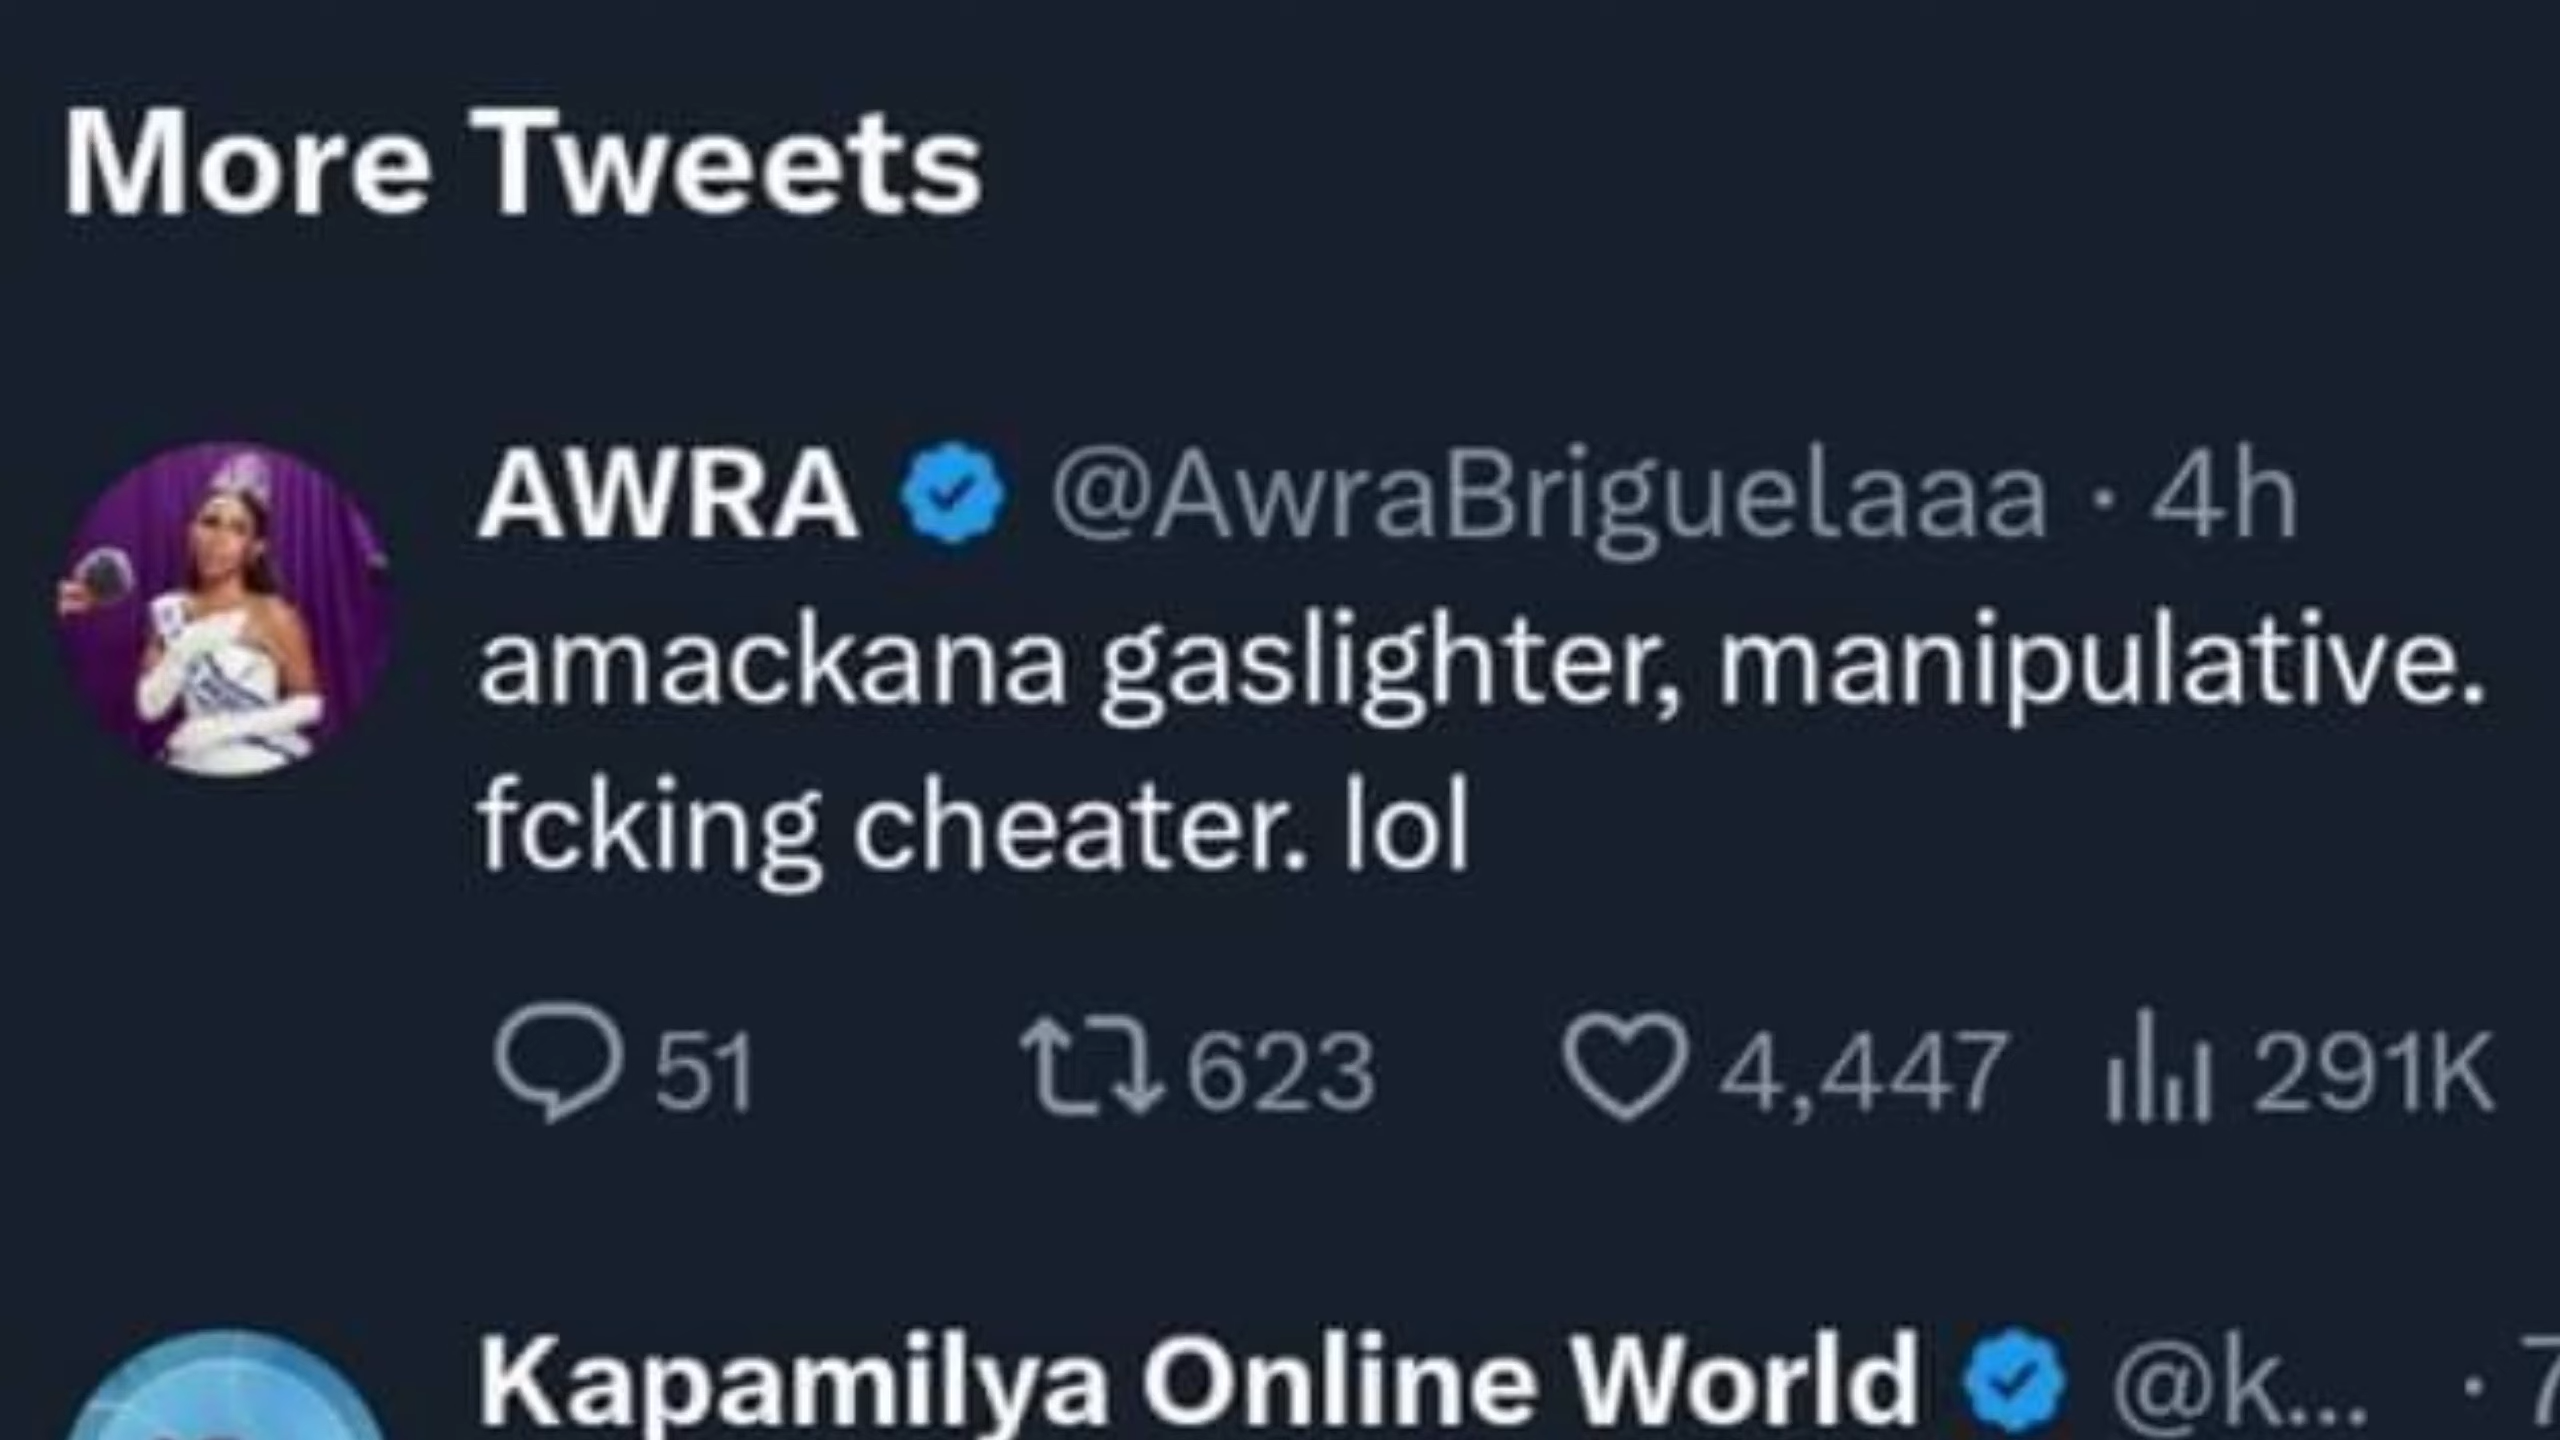 More Tweets
AWRA @AwraBriguelaaa · 4h
amackana gaslighter, manipulative.
fcking cheater. lol
51 623 4,447 291K
Kapamilya Online World @k... · 7